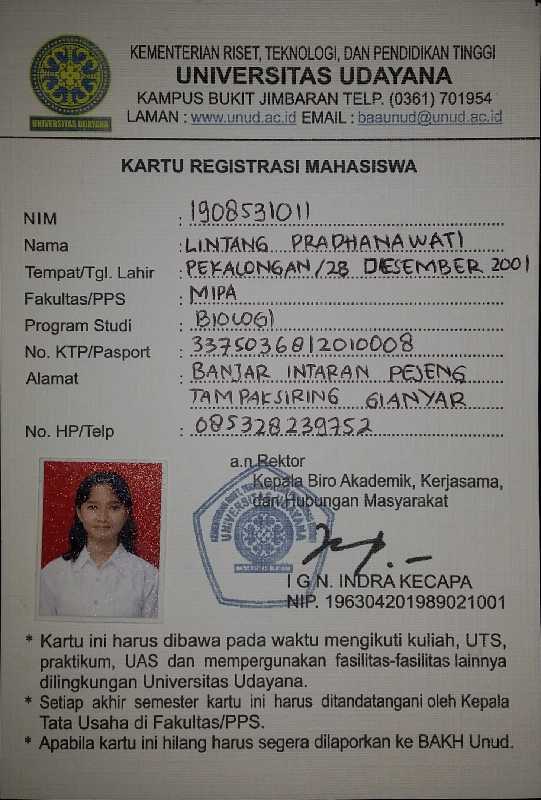 KEMENTERIAN RISET, TEKNOLOGI, DAN PENDIDIKAN TINGGI
UNIVERSITAS UDAYANA
KAMPUS BUKIT JIMBARAN TELP. (0361) 701954
LAMAN : www.unud.ac.id EMAIL : baaunud@unud.ac.id
UNIVERSITAS UDAYANA
KARTU REGISTRASI MAHASISWA
NIM : 1908531011
Nama : LINTANG PRADHANAWATI
Tempat/Tgl. Lahir : PEKALONGAN/28 DESEMBER 2001
Fakultas/PPS : MIPA
Program Studi : BIOLOGI
No. KTP/Pasport : 3375036812010008
Alamat : BANJAR INTARAN PEJENG
TAMPAKSIRING GIANYAR
No. HP/Telp : 085328239752
a.n Rektor
Kepala Biro Akademik, Kerjasama,
dan Hubungan Masyarakat
UNIVERSITAS UDAYANA
I G N. INDRA KECAPA
NIP. 196304201989021001
* Kartu ini harus dibawa pada waktu mengikuti kuliah, UTS,
praktikum, UAS dan mempergunakan fasilitas-fasilitas lainnya
dilingkungan Universitas Udayana.
* Setiap akhir semester kartu ini harus ditandatangani oleh Kepala
Tata Usaha di Fakultas/PPS.
* Apabila kartu ini hilang harus segera dilaporkan ke BAKH Unud.